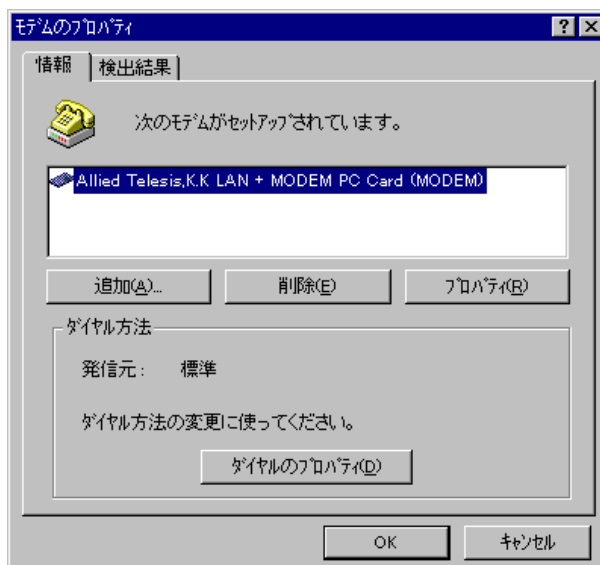 ﾓﾃﾞﾑのﾌﾟﾛﾊﾟﾃｨ
情報
検出結果
次のﾓﾃﾞﾑがｾｯﾄｱｯﾌﾟされています。
Allied Telesis,K.K LAN + MODEM PC Card (MODEM)
追加(A)...
削除(E)
ﾌﾟﾛﾊﾟﾃｨ(R)
ﾀﾞｲﾔﾙ方法
発信元： 標準
ﾀﾞｲﾔﾙ方法の変更に使ってください。
ﾀﾞｲﾔﾙのﾌﾟﾛﾊﾟﾃｨ(D)
OK
ｷｬﾝｾﾙ